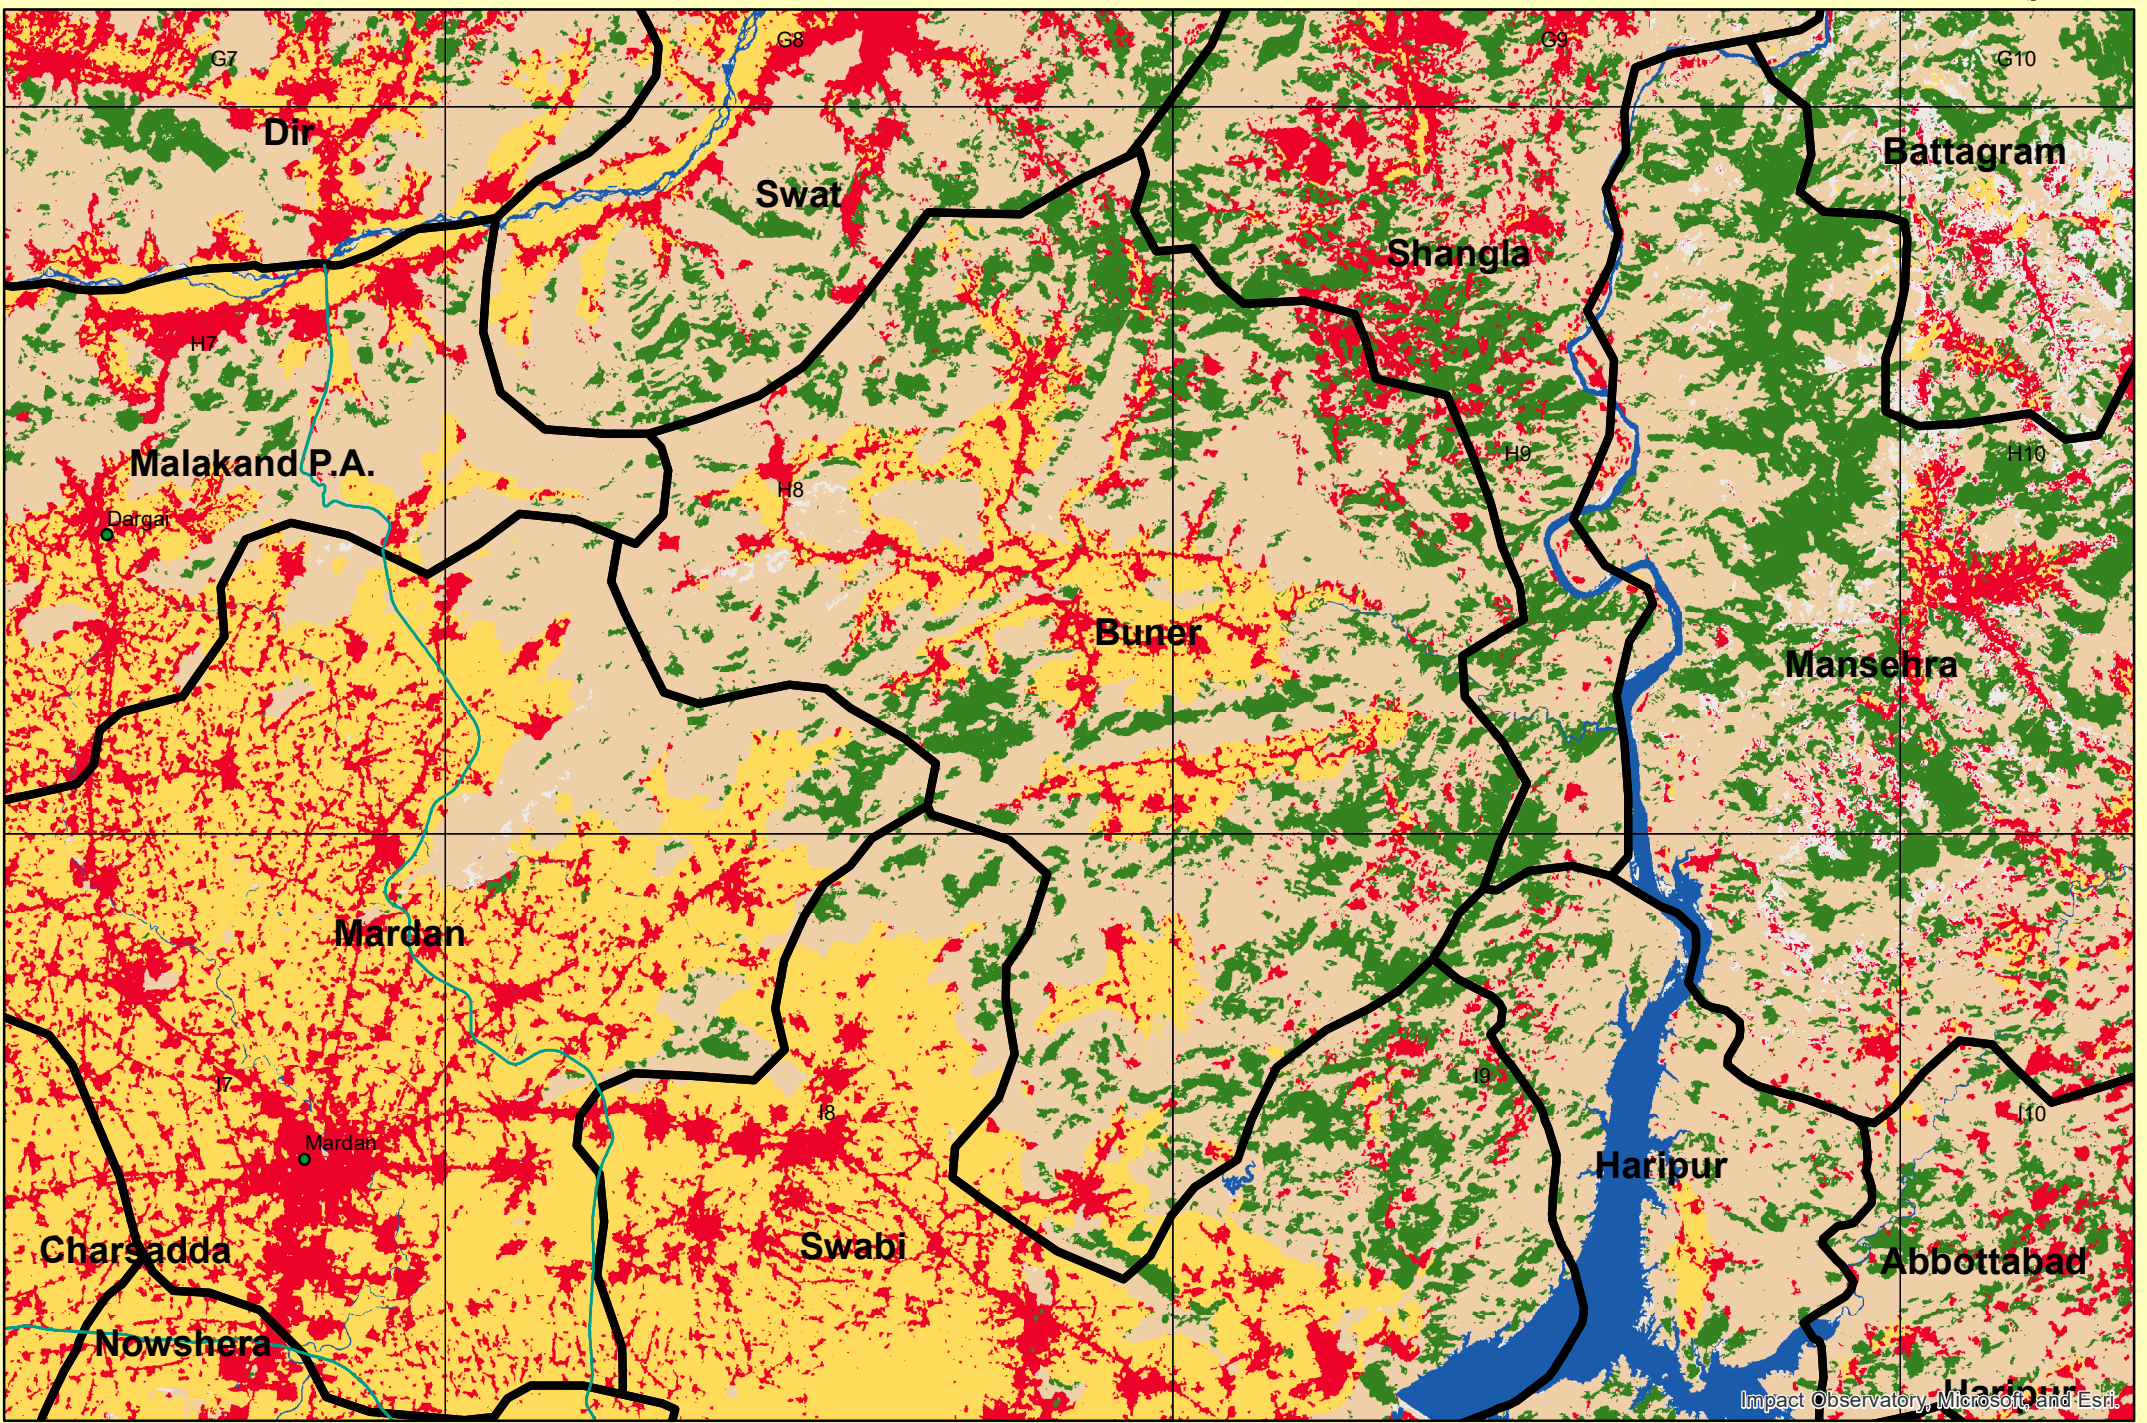 G7
G8
G9
G10
Dir
Battagram
Swat
Shangla
H7
H9
H10
Malakand P.A.
H8
Dargai
Buner
Mansehra
Mardan
I9
I7
I8
I10
Mardan
Haripur
Charsadda
Swabi
Abbottabad
Nowshera
Haripur
Impact Observatory, Microsoft, and Esri.